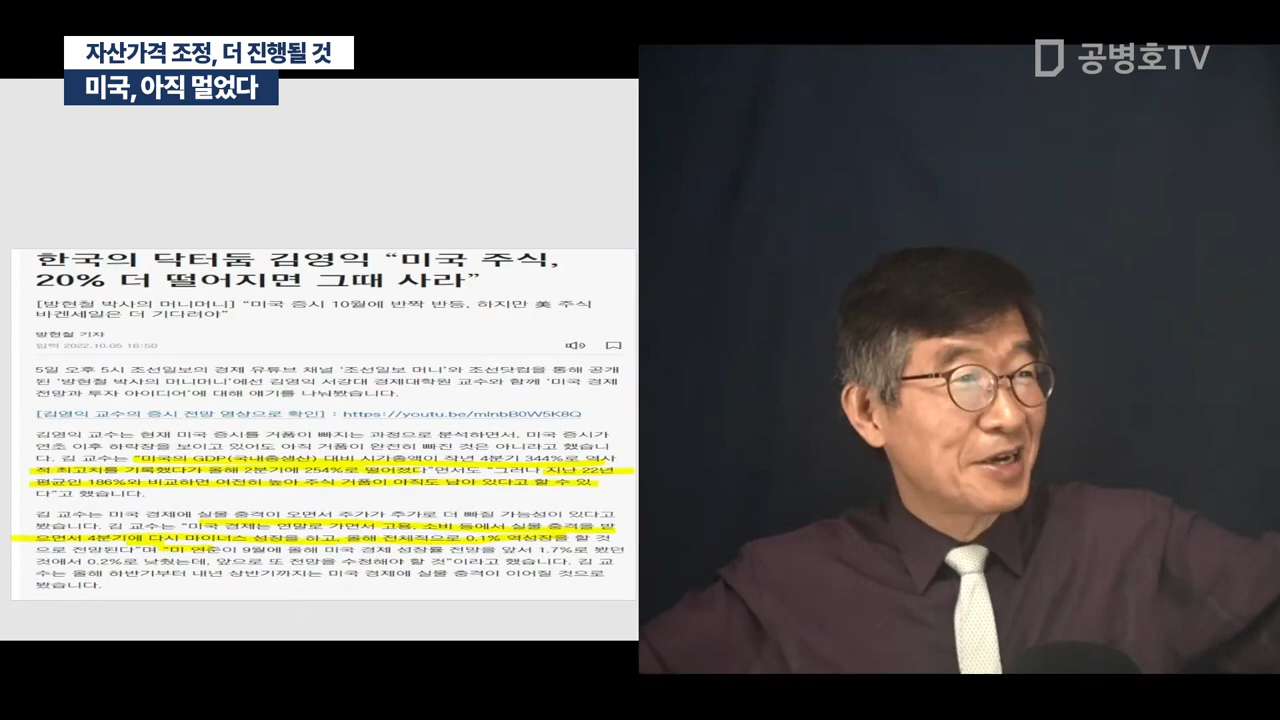 자산가격 조정, 더 진행될 것
미국, 아직 멀었다
공병호TV
한국의 닥터둠 김영익 “미국 주식,
20% 더 떨어지면 그때 사라”
[방현철 박사의 머니머니] “미국 증시 10월에 반짝 반등, 하지만 美 주식
바겐세일은 더 기다려야”
방현철 기자
입력 2022.10.05 16:50
5일 오후 5시 조선일보의 경제 유튜브 채널 ‘조선일보 머니’와 조선닷컴을 통해 공개
된 ‘방현철 박사의 머니머니’에선 김영익 서강대 경제대학원 교수와 함께 ‘미국 경제
전망과 투자 아이디어’에 대해 얘기를 나눠봤습니다.
[김영익 교수의 증시 전망 영상으로 확인] : https://youtu.be/mlnbB0W5K8Q
김영익 교수는 현재 미국 증시를 거품이 빠지는 과정으로 분석하면서, 미국 증시가
연초 이후 하락장을 보이고 있어도 아직 거품이 완전히 빠진 것은 아니라고 했습니
다. 김 교수는 “미국의 GDP(국내총생산) 대비 시가총액이 작년 4분기 344%로 역사
적 최고치를 기록했다가 올해 2분기에 254%로 떨어졌다”면서도 “그러나 지난 22년
평균인 186%와 비교하면 여전히 높아 주식 거품이 아직도 남아 있다고 할 수 있
다”고 했습니다.
김 교수는 미국 경제에 실물 충격이 오면서 주가가 추가로 더 빠질 가능성이 있다고
봤습니다. 김 교수는 “미국 경제는 연말로 가면서 고용, 소비 등에서 실물 충격을 받
으면서 4분기에 다시 마이너스 성장을 하고, 올해 전체적으로 0.1% 역성장을 할 것
으로 전망된다”며 “미 연준이 9월에 올해 미국 경제 성장률 전망을 앞서 1.7%로 봤던
것에서 0.2%로 낮췄는데, 앞으로 또 전망을 수정해야 할 것”이라고 했습니다. 김 교
수는 올해 하반기부터 내년 상반기까지는 미국 경제에 실물 충격이 이어질 것으로
봤습니다.